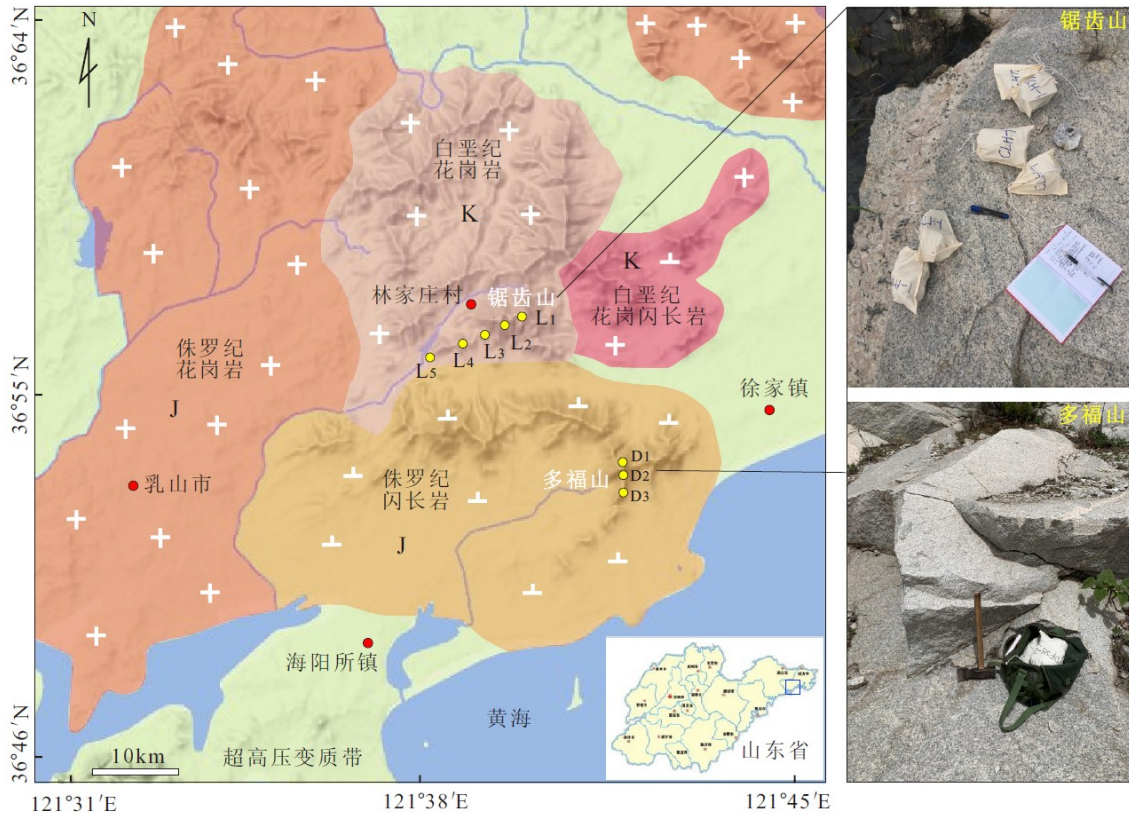 36°64′N
36°55′N
36°46′N
N
白垩纪
花岗岩
K
K
白垩纪
花岗闪长岩
林家庄村
锯齿山
L1
L2
L3
L4
L5
侏罗纪
花岗岩
J
徐家镇
乳山市
侏罗纪
闪长岩
J
多福山
D1
D2
D3
海阳所镇
黄海
超高压变质带
10km
山东省
121°31′E
121°38′E
121°45′E
锯齿山
多福山